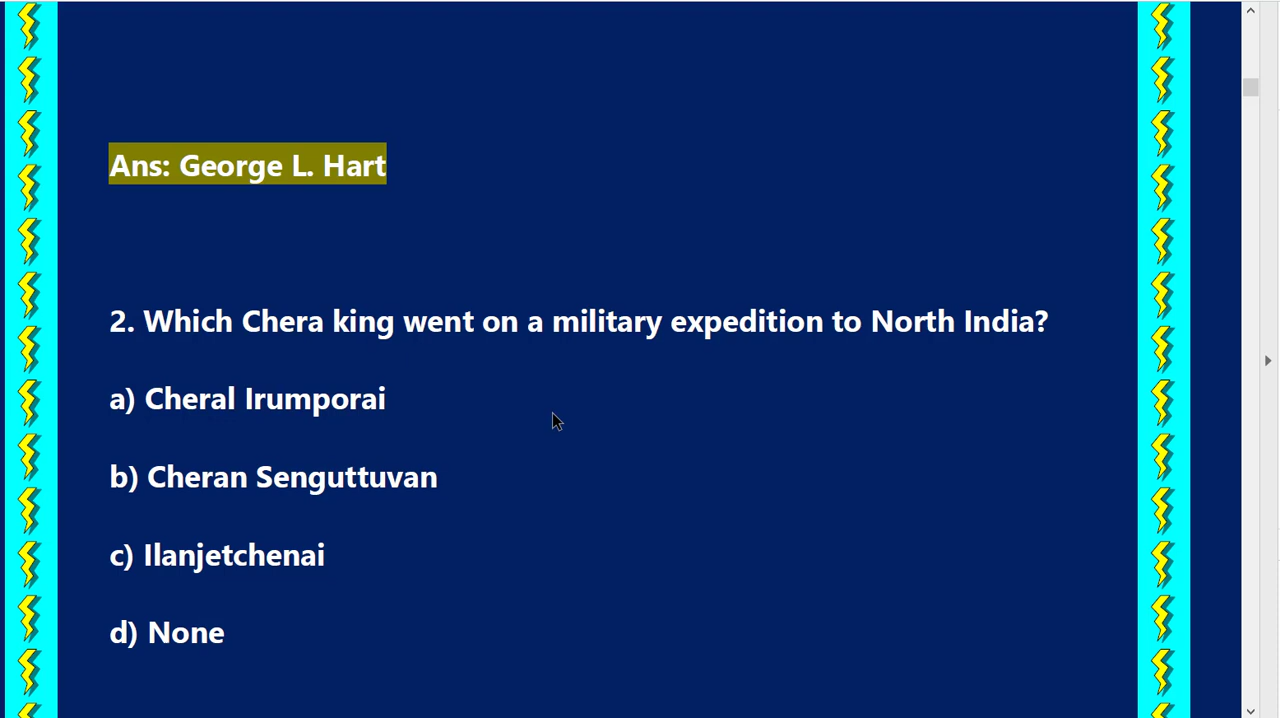 Ans: George L. Hart
2. Which Chera king went on a military expedition to North India?
a) Cheral Irumporai
b) Cheran Senguttuvan
c) Ilanjetchenai
d) None